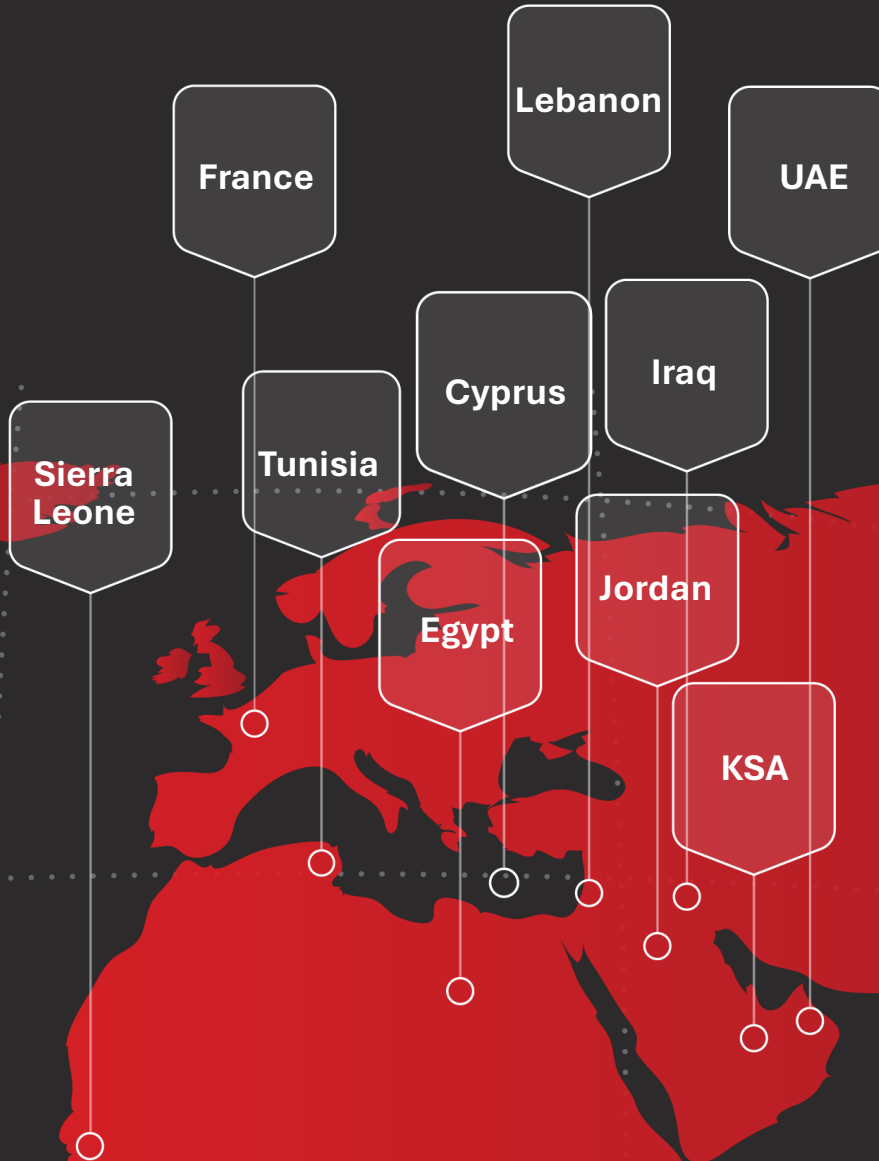 Lebanon
France
UAE
Iraq
Cyprus
Tunisia
Sierra
Leone
Jordan
Egypt
KSA